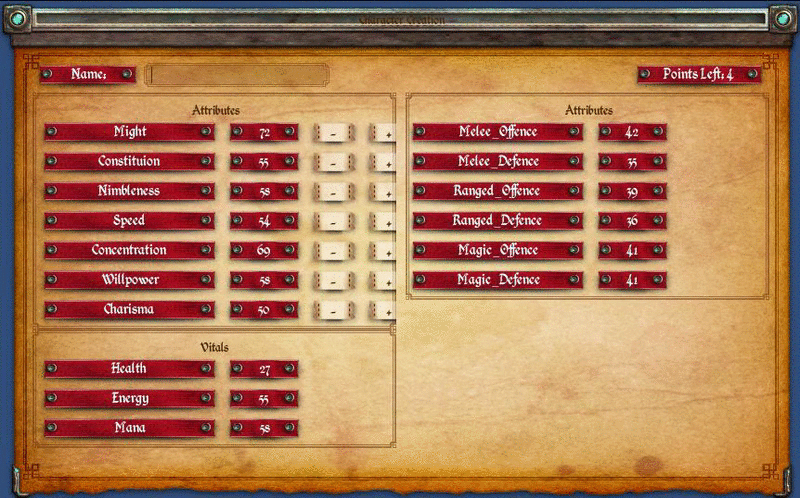 Character Creation
Name:
Points Left: 4
Attributes
Might 72 - +
Constituion 55 - +
Nimbleness 58 - +
Speed 54 - +
Concentration 69 - +
Willpower 58 - +
Charisma 50 - +
Vitals
Health 27
Energy 55
Mana 58
Attributes
Melee_Offence 42
Melee_Defence 35
Ranged_Offence 39
Ranged_Defence 36
Magic_Offence 41
Magic_Defence 41